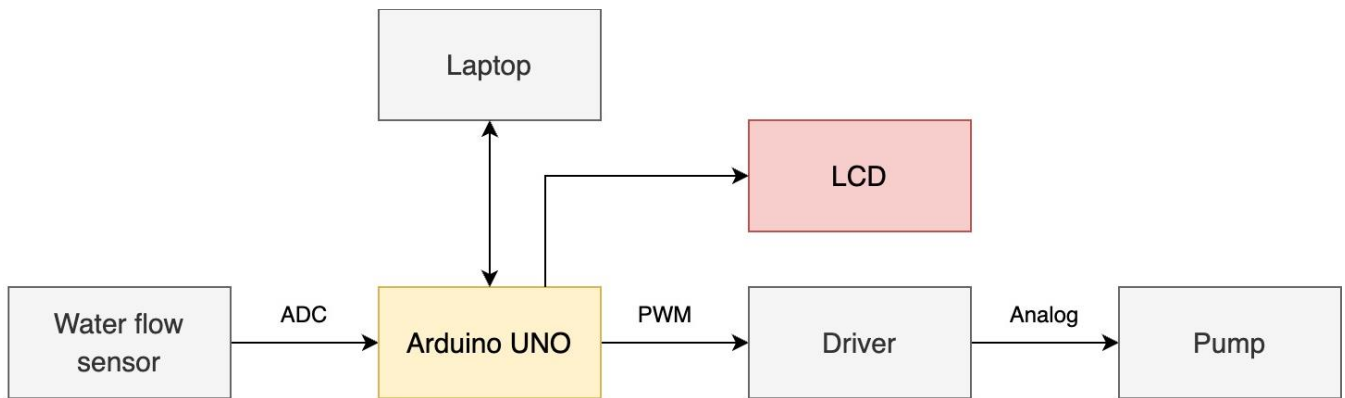 Laptop
LCD
Water flow
sensor
ADC
Arduino UNO
PWM
Driver
Analog
Pump